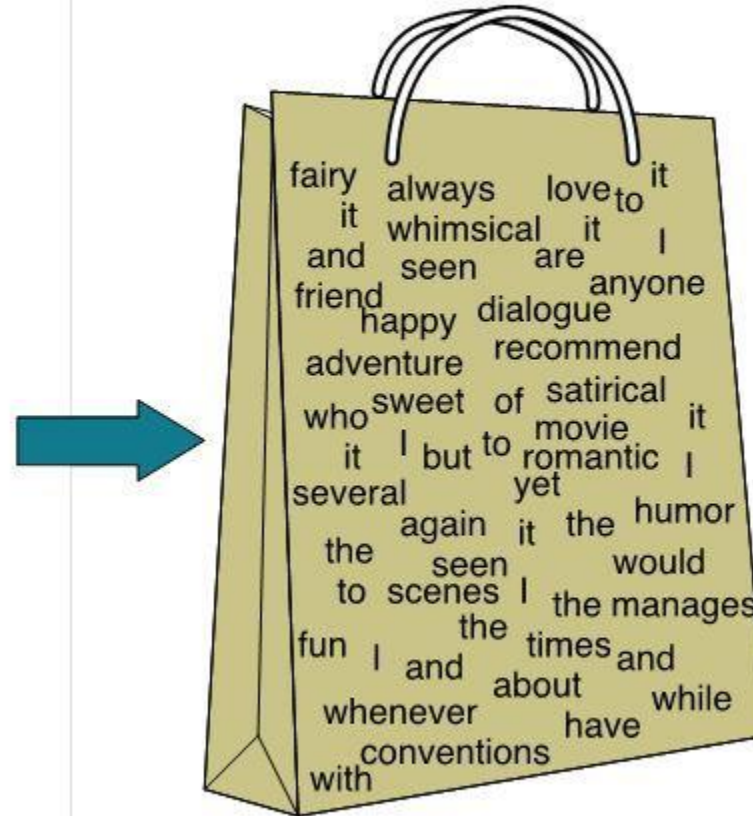 fairy always love to it
it whimsical it I
and seen are anyone
friend happy dialogue
adventure recommend
who sweet of satirical
it I but to movie it
romantic I
several yet
again it the humor
the seen would
to scenes I the manages
the
fun I and times and
about while
whenever have
conventions
with